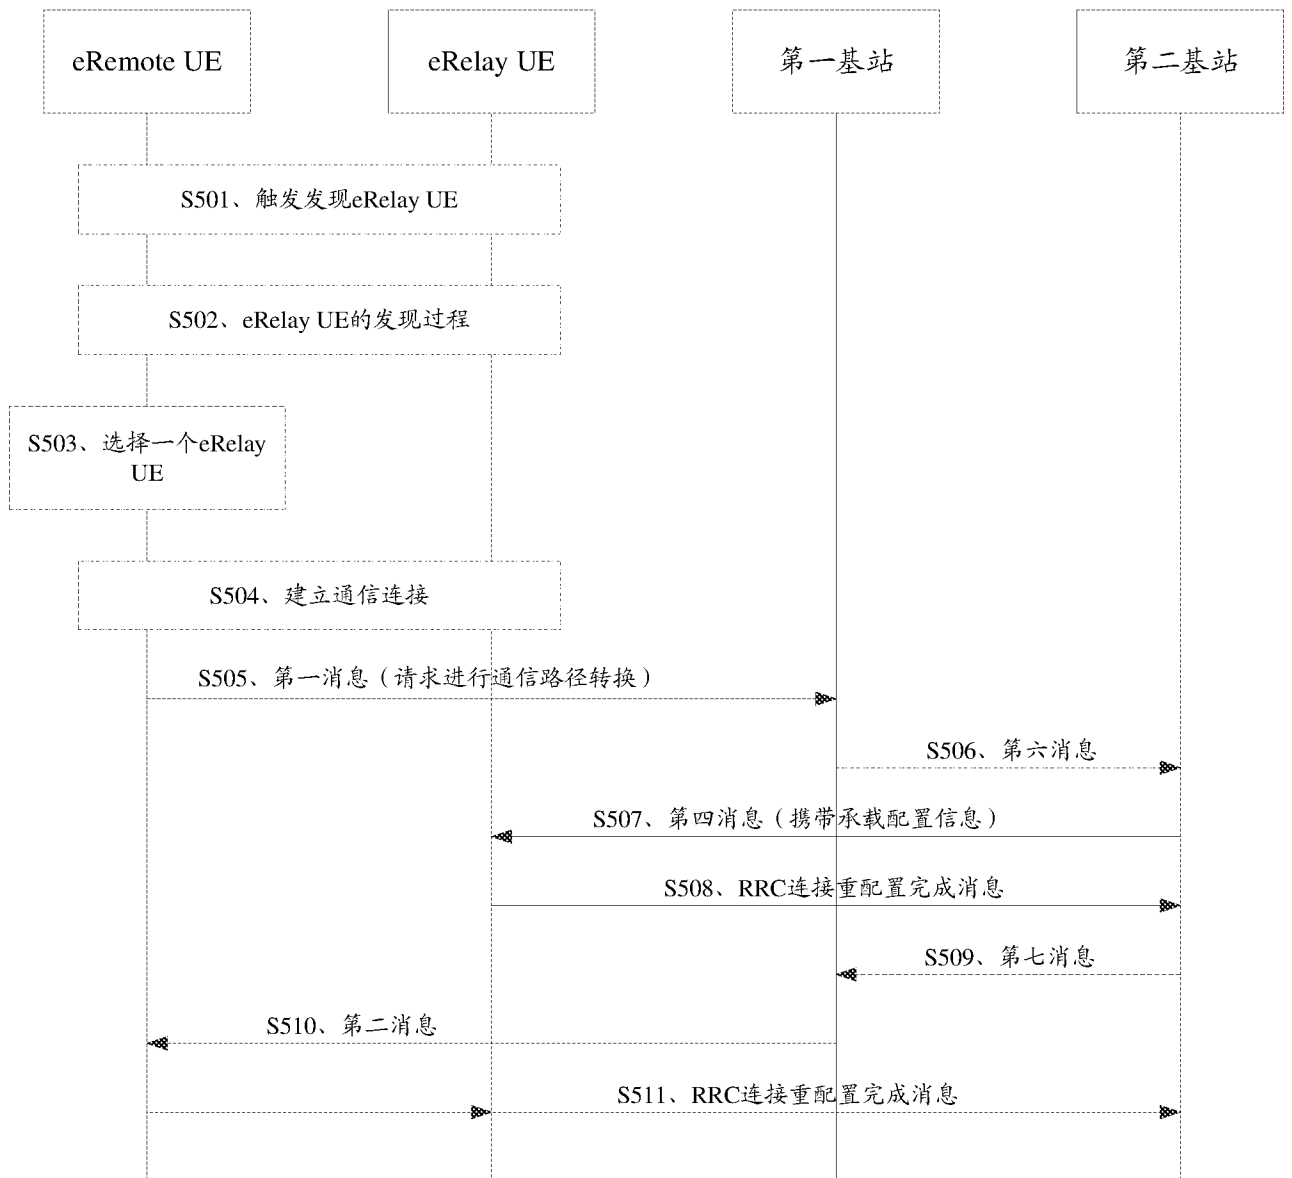 eRemote UE
eRelay UE
第一基站
第二基站
S501、触发发现eRelay UE
S502、eRelay UE的发现过程
S503、选择一个eRelay
UE
S504、建立通信连接
S505、第一消息（请求进行通信路径转换）
S506、第六消息
S507、第四消息（携带承载配置信息）
S508、RRC连接重配置完成消息
S509、第七消息
S510、第二消息
S511、RRC连接重配置完成消息